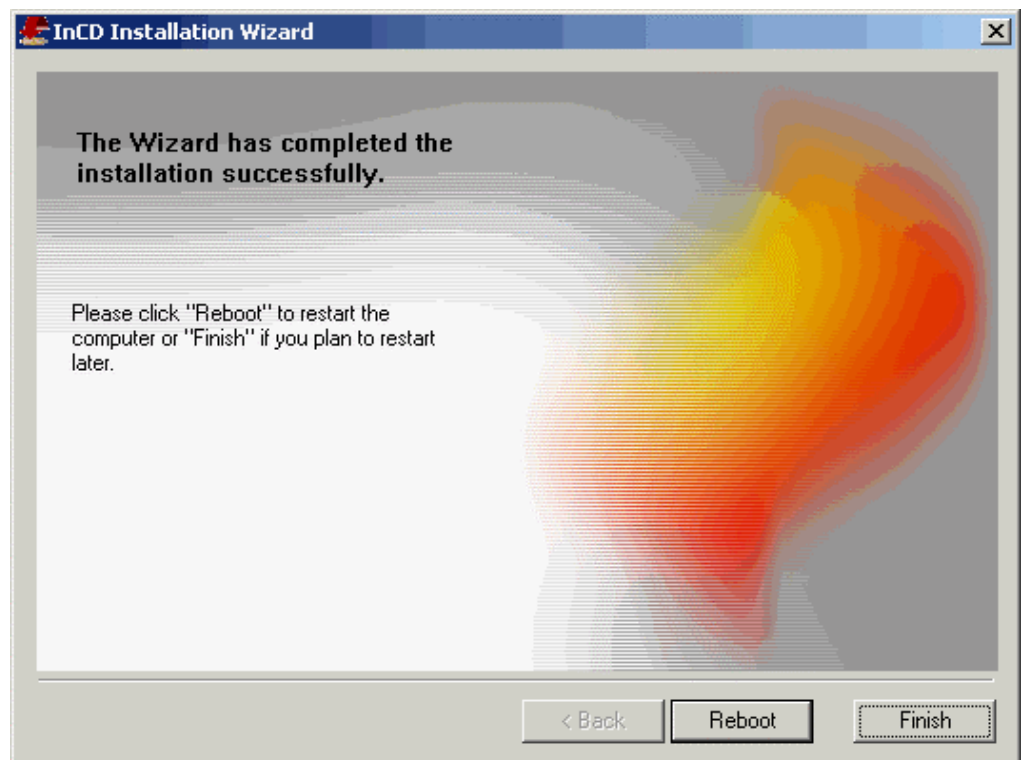 InCD Installation Wizard
The Wizard has completed the
installation successfully.
Please click "Reboot" to restart the
computer or "Finish" if you plan to restart
later.
< Back
Reboot
Finish